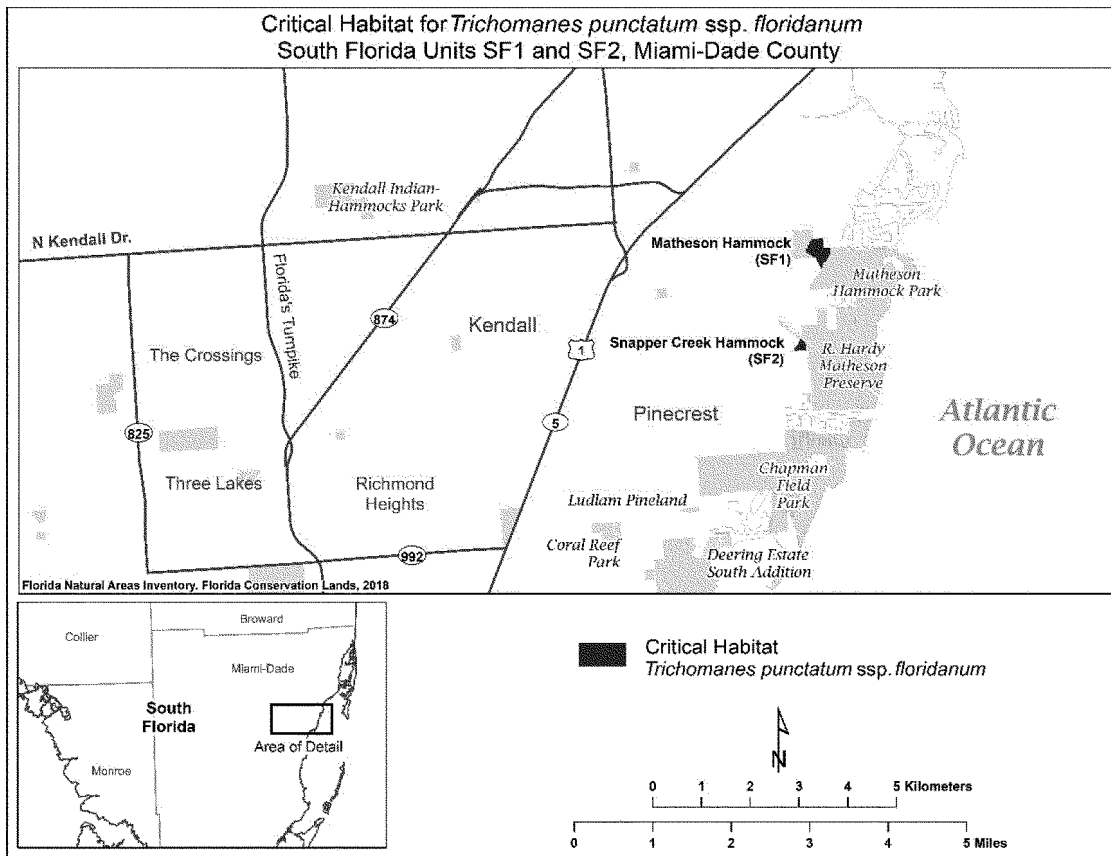 Critical Habitat for Trichomanes punctatum ssp. floridanum
South Florida Units SF1 and SF2, Miami-Dade County
Kendall Indian-
Hammocks Park
N Kendall Dr.
Matheson Hammock
(SF1)
Matheson
Hammock Park
Florida's Turnpike
874
Kendall
1
The Crossings
Snapper Creek Hammock
(SF2)
R. Hardy
Matheson
Preserve
825
5
Pinecrest
Atlantic
Ocean
Three Lakes
Richmond
Heights
Chapman
Field
Park
Ludlam Pineland
Coral Reef
Park
992
Deering Estate
South Addition
Florida Natural Areas Inventory. Florida Conservation Lands, 2018
Collier
Broward
Miami-Dade
South
Florida
Area of Detail
Monroe
Critical Habitat
Trichomanes punctatum ssp. floridanum
N
0 1 2 3 4 5 Kilometers
0 1 2 3 4 5 Miles